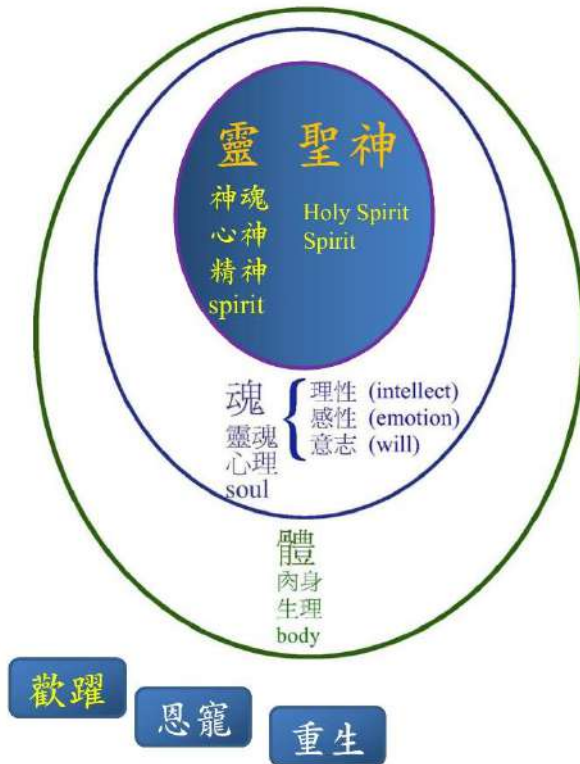 靈 聖神
神魂
心神
精神
spirit
Holy Spirit
Spirit
魂
靈魂
心理
soul
理性 (intellect)
感性 (emotion)
意志 (will)
體
肉身
生理
body
歡躍
恩寵
重生